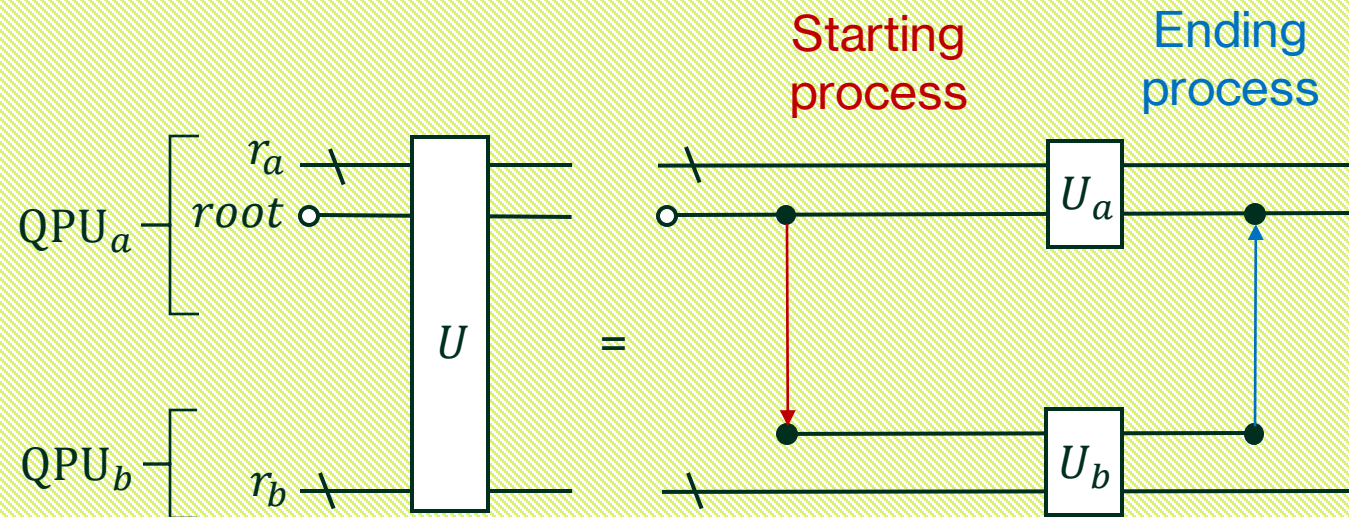 Starting
process
Ending
process
QPU_a
r_a
root
U
=
U_a
QPU_b
r_b
U_b